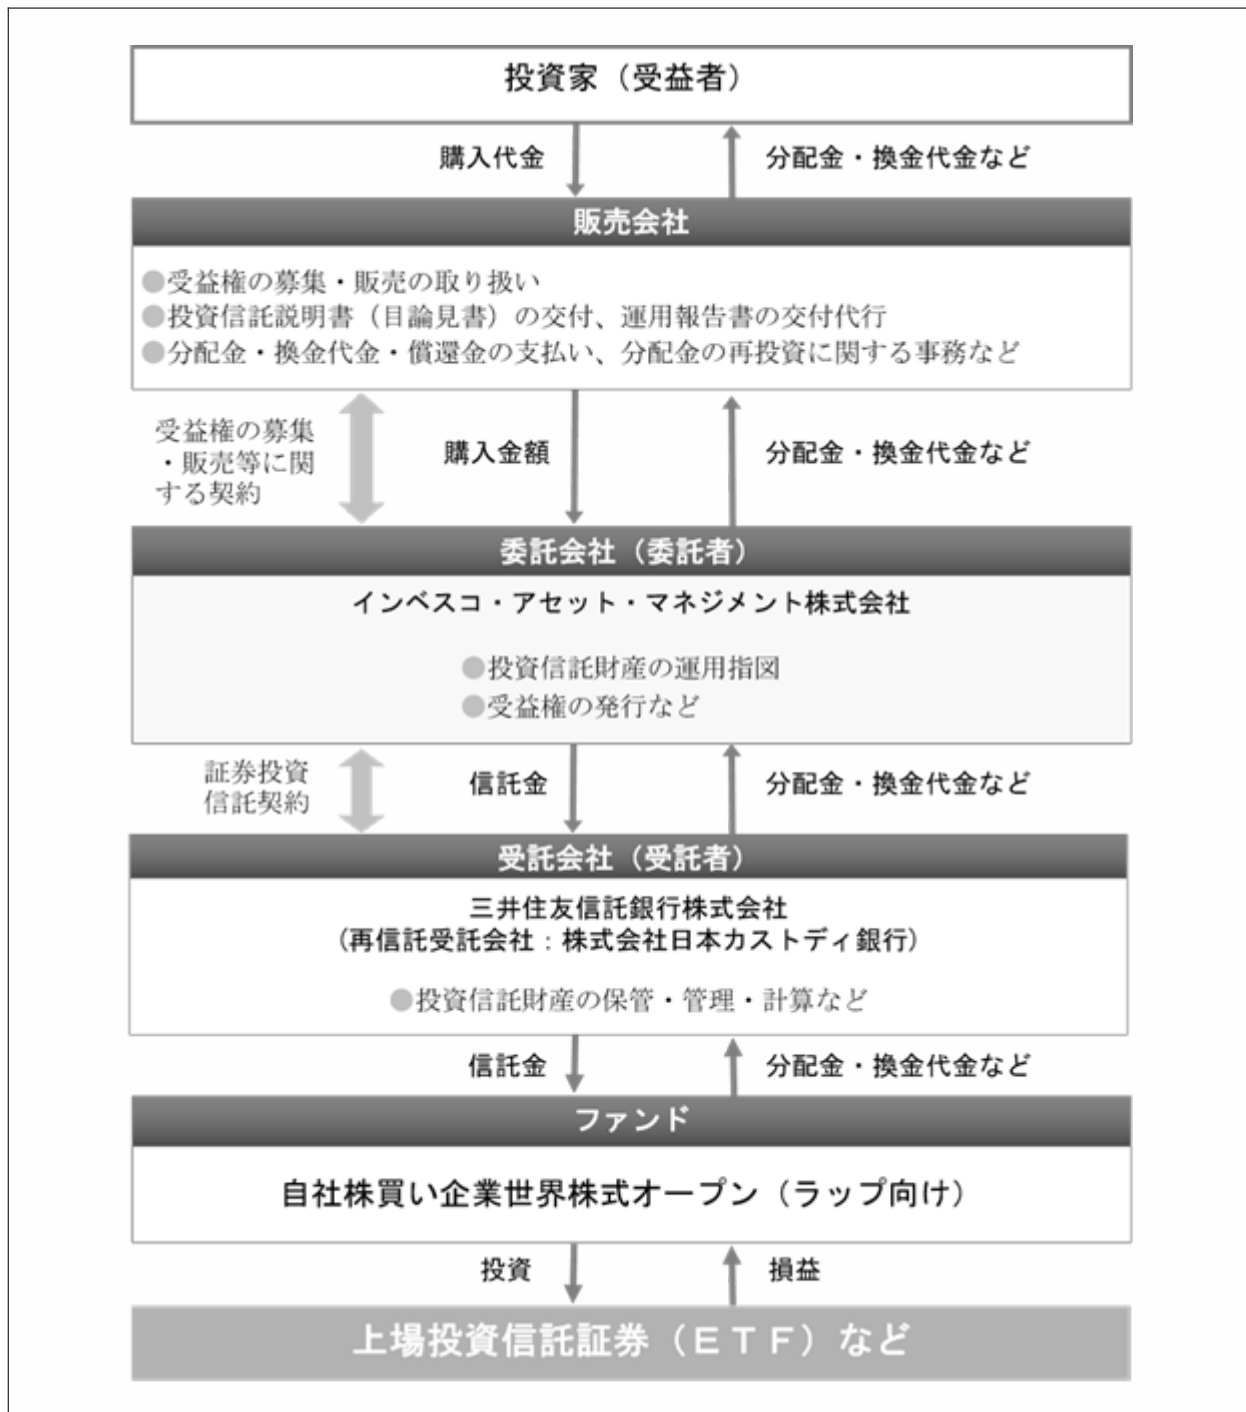 投資家（受益者）
購入代金
分配金・換金代金など
販売会社
●受益権の募集・販売の取り扱い
●投資信託説明書（目論見書）の交付、運用報告書の交付代行
●分配金・換金代金・償還金の支払い、分配金の再投資に関する事務など
受益権の募集
・販売等に関
する契約
購入金額
分配金・換金代金など
委託会社（委託者）
インベスコ・アセット・マネジメント株式会社
●投資信託財産の運用指図
●受益権の発行など
証券投資
信託契約
信託金
分配金・換金代金など
受託会社（受託者）
三井住友信託銀行株式会社
（再信託受託会社：株式会社日本カストディ銀行）
●投資信託財産の保管・管理・計算など
信託金
分配金・換金代金など
ファンド
自社株買い企業世界株式オープン（ラップ向け）
投資
損益
上場投資信託証券（ＥＴＦ）など